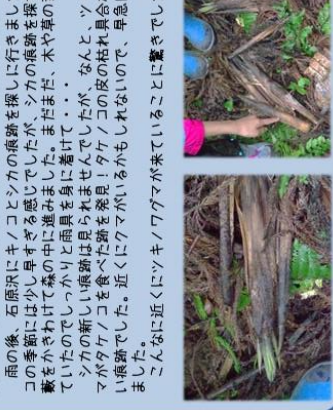 雨の後、石原沢にキノコとシカの痕跡を探しに行きまし
コの季節には少し早すぎる感じでしたが、シカの痕跡を探
藪をかきわけて森の中に進みました。まだまだ、木や草の
ていたのでしっかりと雨具を身に着けて・・・
シカの新しい痕跡は見られませんでしたが、なんと、ツ
マがタケノコを食べた跡を発見！タケノコの皮の枯れ具合
い痕跡でした。近くにクマがいるかもしれないので、早急
ました。
こんなに近くにツキノワグマが来ていることに驚きでし